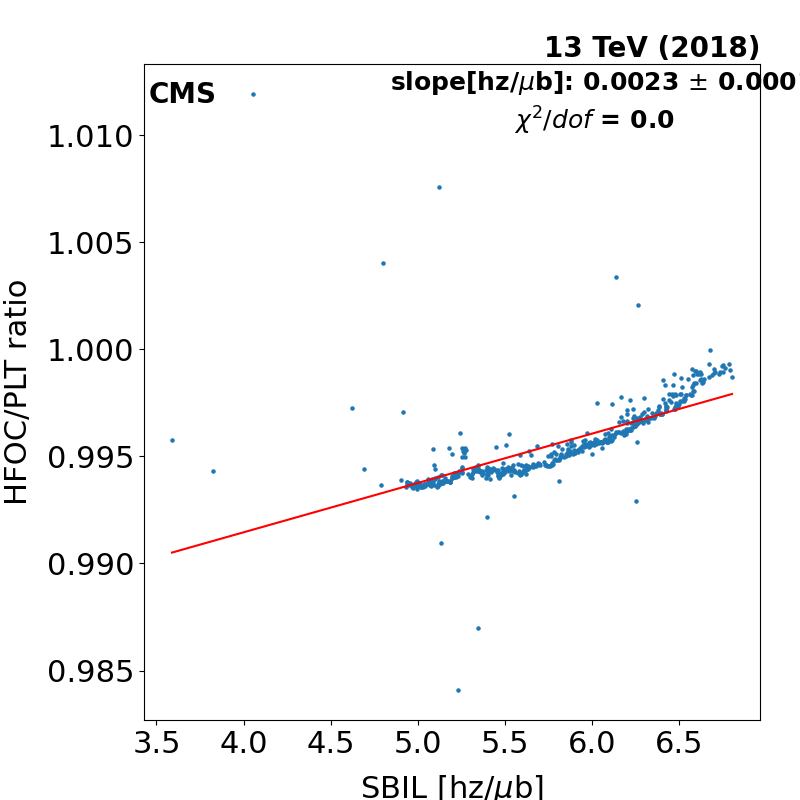 13 TeV (2018)
CMS
slope[hz/μb]: 0.0023 ± 0.000
χ²/dof = 0.0
HFOC/PLT ratio
1.010
1.005
1.000
0.995
0.990
0.985
3.5 4.0 4.5 5.0 5.5 6.0 6.5
SBIL [hz/μb]